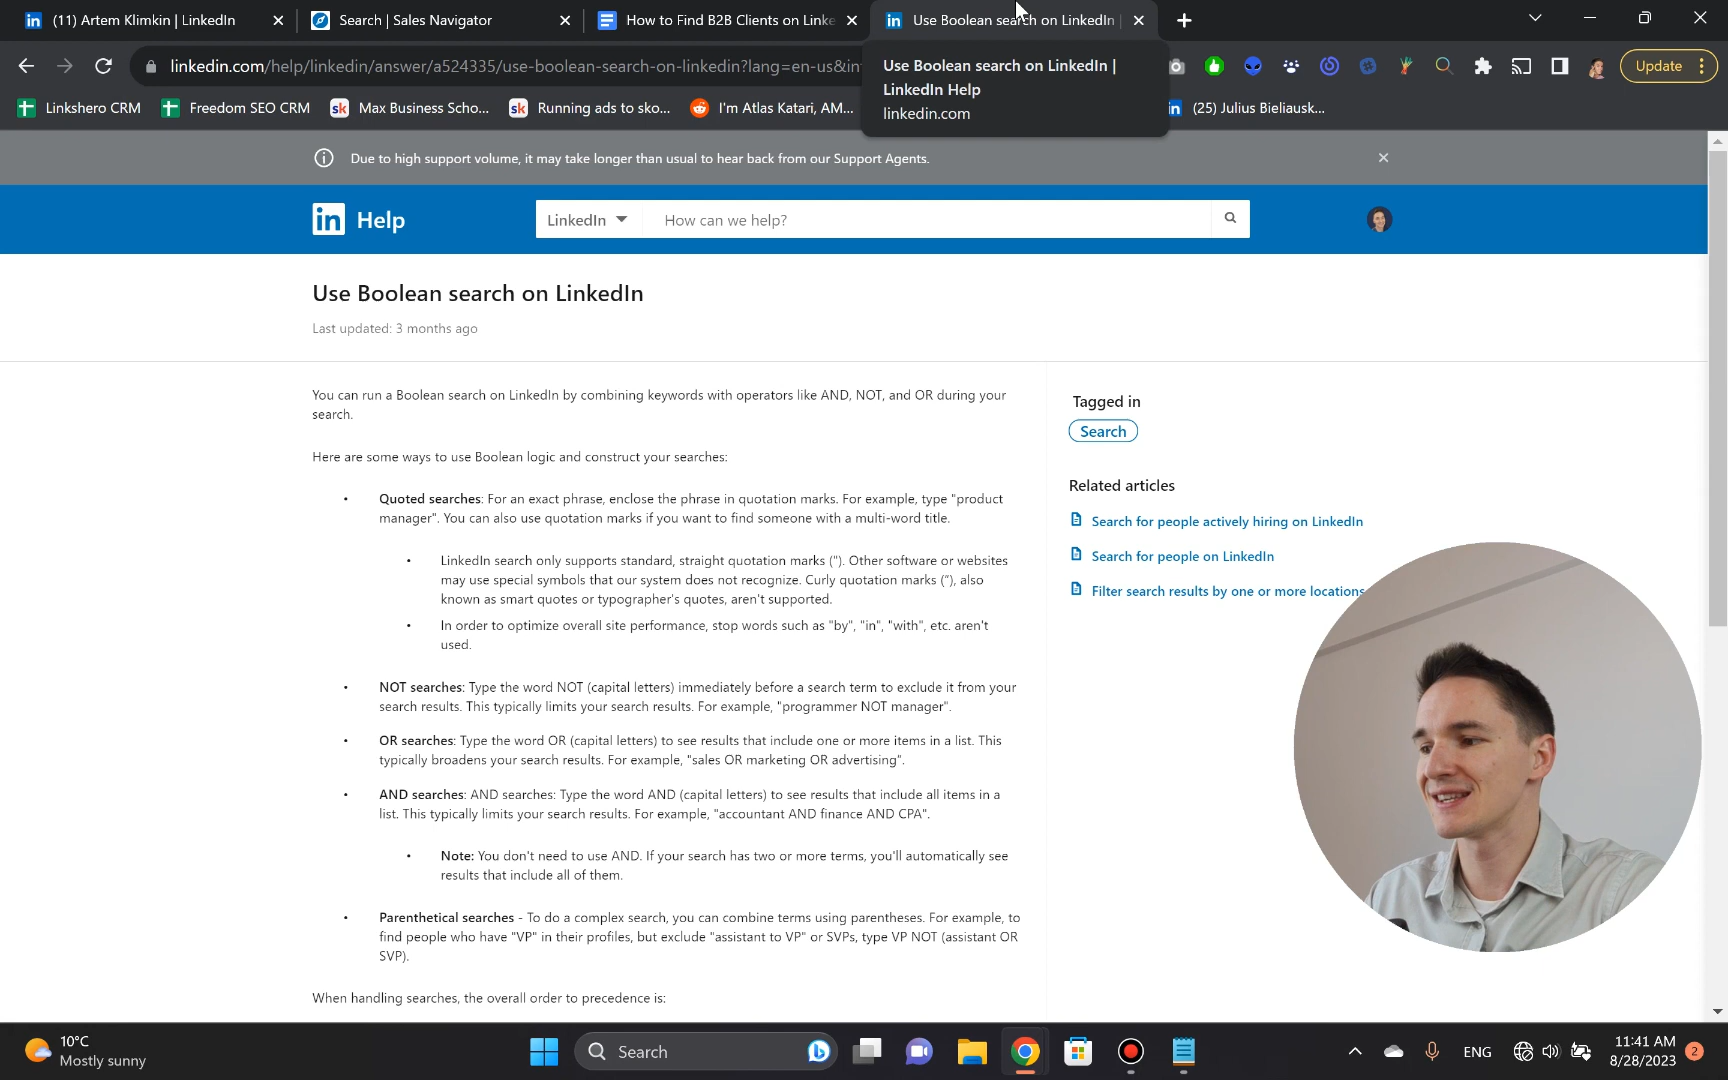 (11) Artem Klimkin | LinkedIn
Search | Sales Navigator
How to Find B2B Clients on Linke
Use Boolean search on LinkedIn |
linkedin.com/help/linkedin/answer/a524335/use-boolean-search-on-linkedin?lang=en-us&in
Update
Use Boolean search on LinkedIn |
LinkedIn Help
linkedin.com
Linkshero CRM
Freedom SEO CRM
sk Max Business Scho...
sk Running ads to sko...
I'm Atlas Katari, AM...
in (25) Julius Bieliausk...
Due to high support volume, it may take longer than usual to hear back from our Support Agents.
in Help
LinkedIn
How can we help?
Use Boolean search on LinkedIn
Last updated: 3 months ago
You can run a Boolean search on LinkedIn by combining keywords with operators like AND, NOT, and OR during your
search.
Here are some ways to use Boolean logic and construct your searches:
• Quoted searches: For an exact phrase, enclose the phrase in quotation marks. For example, type "product
manager". You can also use quotation marks if you want to find someone with a multi-word title.
• LinkedIn search only supports standard, straight quotation marks ("). Other software or websites
may use special symbols that our system does not recognize. Curly quotation marks (”), also
known as smart quotes or typographer's quotes, aren't supported.
• In order to optimize overall site performance, stop words such as "by", "in", "with", etc. aren't
used.
• NOT searches: Type the word NOT (capital letters) immediately before a search term to exclude it from your
search results. This typically limits your search results. For example, "programmer NOT manager".
• OR searches: Type the word OR (capital letters) to see results that include one or more items in a list. This
typically broadens your search results. For example, "sales OR marketing OR advertising".
• AND searches: AND searches: Type the word AND (capital letters) to see results that include all items in a
list. This typically limits your search results. For example, "accountant AND finance AND CPA".
• Note: You don't need to use AND. If your search has two or more terms, you'll automatically see
results that include all of them.
• Parenthetical searches - To do a complex search, you can combine terms using parentheses. For example, to
find people who have "VP" in their profiles, but exclude "assistant to VP" or SVPs, type VP NOT (assistant OR
SVP).
When handling searches, the overall order to precedence is:
Tagged in
Search
Related articles
Search for people actively hiring on LinkedIn
Search for people on LinkedIn
Filter search results by one or more locations
10°C
Mostly sunny
Search
ENG
11:41 AM
8/28/2023
2